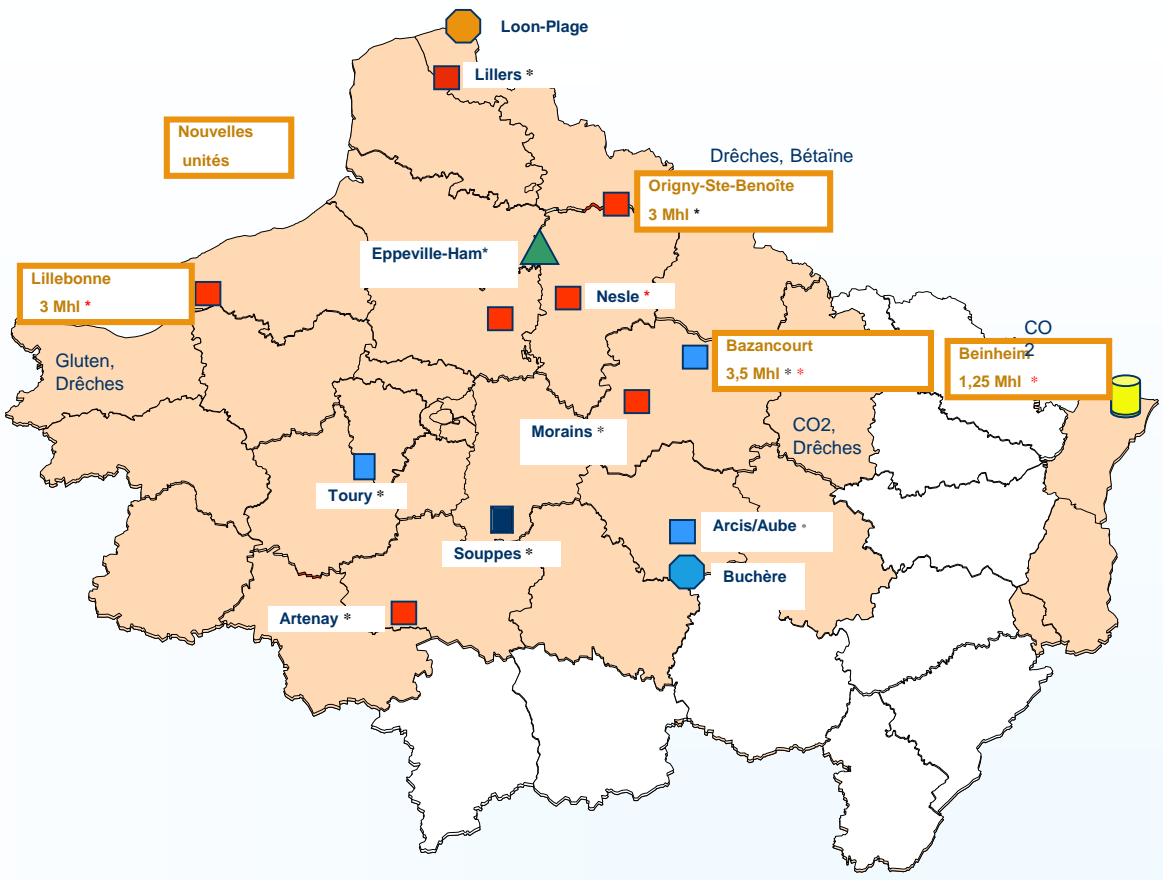 Loon-Plage
Lillers *
Nouvelles
unités
Drêches, Bétaïne
Origny-Ste-Benoîte
3 Mhl *
Eppeville-Ham*
Lillebonne
3 Mhl *
Nesle *
CO
2
Gluten,
Drêches
Bazancourt
3,5 Mhl * *
Beinhein
1,25 Mhl *
Morains *
CO2,
Drêches
Toury *
Souppes *
Arcis/Aube *
Buchère
Artenay *